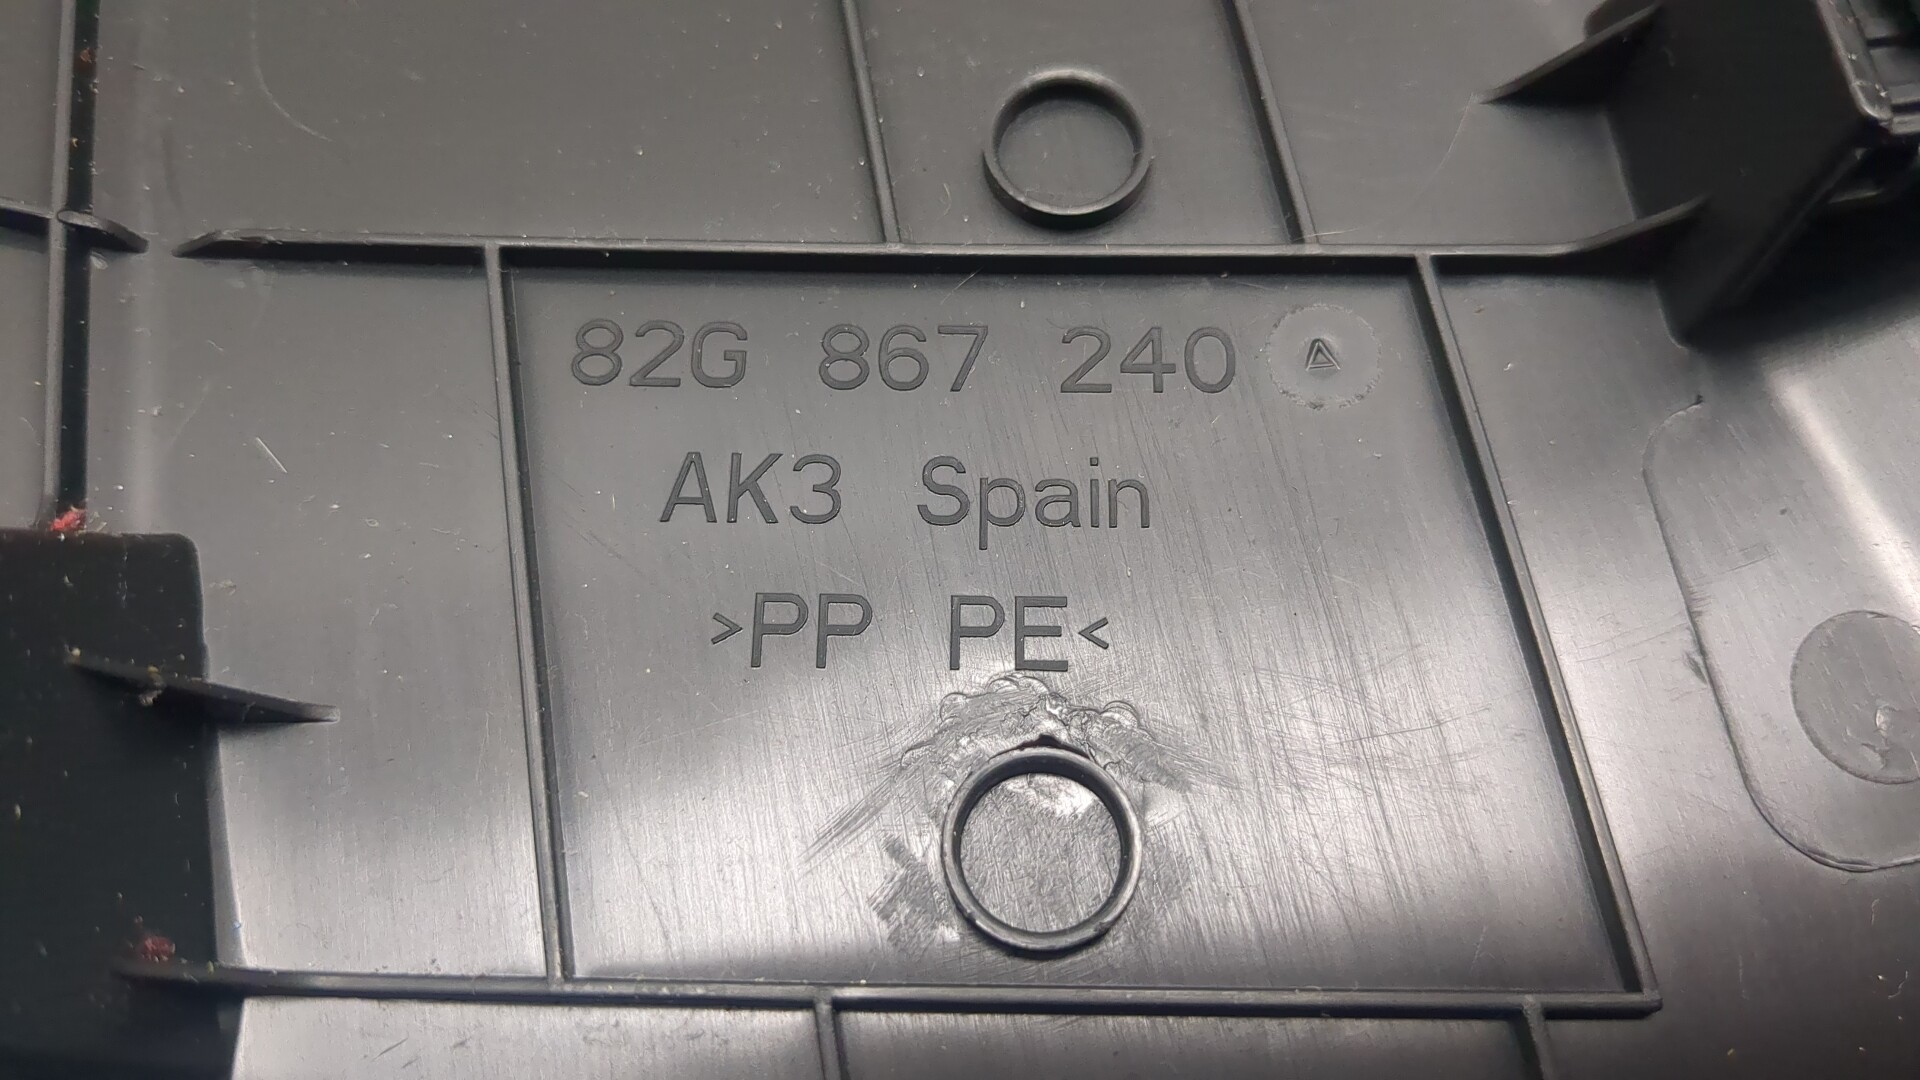 82G 867 240 A
AK3 Spain
>PP PE<